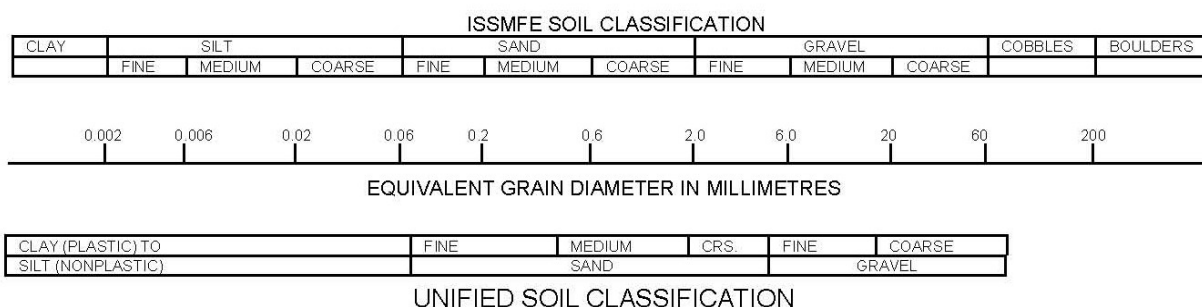 ISSMFE SOIL CLASSIFICATION
CLAY SILT SAND GRAVEL COBBLES BOULDERS
FINE MEDIUM COARSE FINE MEDIUM COARSE FINE MEDIUM COARSE
0.002 0.006 0.02 0.06 0.2 0.6 2.0 6.0 20 60 200
EQUIVALENT GRAIN DIAMETER IN MILLIMETRES
CLAY (PLASTIC) TO FINE MEDIUM CRS. FINE COARSE
SILT (NONPLASTIC) SAND GRAVEL
UNIFIED SOIL CLASSIFICATION